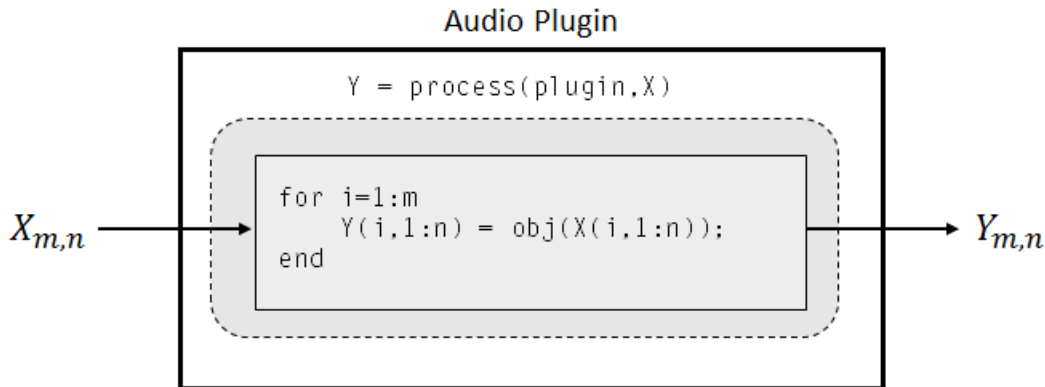 Audio Plugin
Y = process(plugin,X)
for i=1:m
Y(i,1:n) = obj(X(i,1:n));
end
X_{m,n}
Y_{m,n}